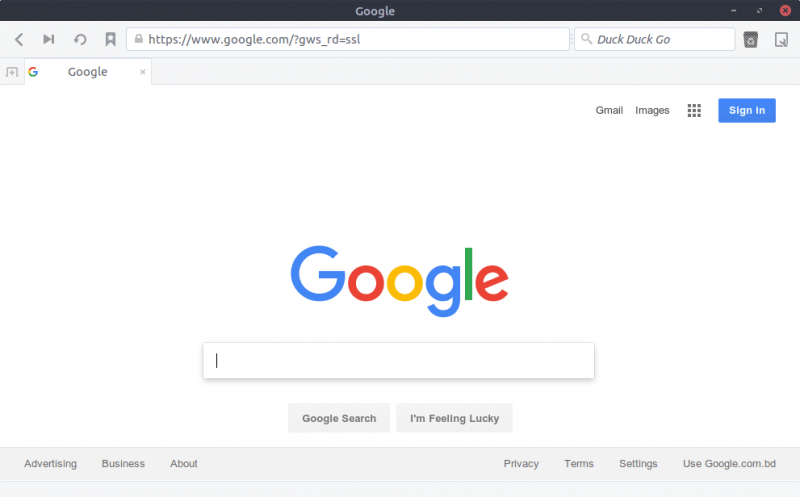 Google
https://www.google.com/?gws_rd=ssl
Duck Duck Go
Google
Gmail Images Sign in
Google
Google Search I'm Feeling Lucky
Advertising Business About Privacy Terms Settings Use Google.com.bd